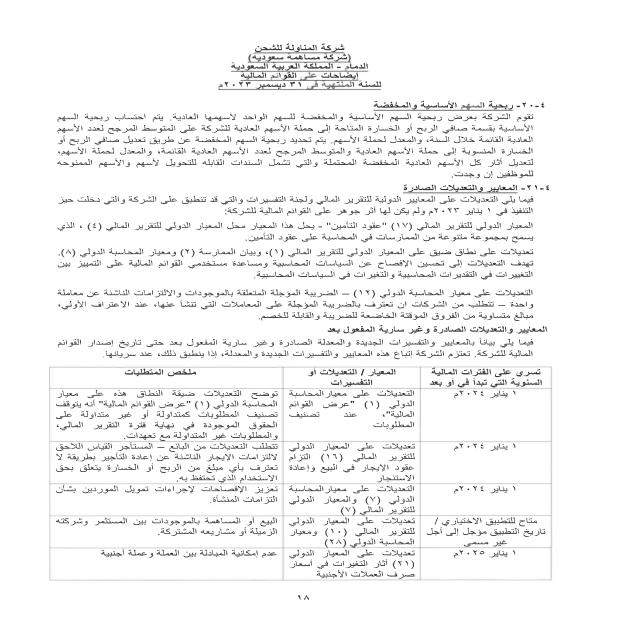 شركة المناولة للشحن
(شركة مساهمة سعودية)
الدمام - المملكة العربية السعودية
إيضاحات على القوائم المالية
للسنة المنتهية في ٣١ ديسمبر ٢٠٢٣م
٤-٢٠- ربحية السهم الأساسية والمخفضة
تقوم الشركة بعرض ربحية السهم الأساسية والمخفضة للسهم الواحد لأسهمها العادية. يتم احتساب ربحية السهم
الأساسية بقسمة صافي الربح أو الخسارة المتاحة إلى حملة الأسهم العادية للشركة على المتوسط المرجح لعدد الأسهم
العادية القائمة خلال السنة، والمعدل لحملة الأسهم. يتم تحديد ربحية السهم المخفضة عن طريق تعديل صافي الربح أو
الخسارة المنسوبة إلى حملة الأسهم العادية والمتوسط المرجح لعدد الأسهم العادية القائمة، والمعدل لحملة الأسهم،
لتعديل أثار كل الأسهم العادية المخفضة المحتملة والتي تشمل السندات القابله للتحويل لأسهم والأسهم الممنوحه
للموظفين إن وجدت.
٤-٢١- المعايير والتعديلات الصادرة
فيما يلي التعديلات على المعايير الدولية للتقرير المالي ولجنة التفسيرات والتي قد تنطبق على الشركة والتي دخلت حيز
التنفيذ في ١ يناير ٢٠٢٣م ولم يكن لها أثر جوهر على القوائم المالية للشركة:
المعيار الدولي للتقرير المالي (١٧) "عقود التأمين" - يحل هذا المعيار محل المعيار الدولي للتقرير المالي (٤) ، الذي
يسمح بمجموعة متنوعة من الممارسات في المحاسبة على عقود التأمين.
تعديلات على نطاق ضيق على المعيار الدولي للتقرير المالي (١)، وبيان الممارسة (٢) ومعيار المحاسبة الدولي (٨).
تهدف التعديلات إلى تحسين الإفصاح عن السياسات المحاسبية ومساعدة مستخدمي القوائم المالية على التمييز بين
التغييرات في التقديرات المحاسبية والتغيرات في السياسات المحاسبية.
التعديلات على معيار المحاسبة الدولي (١٢) – الضريبة المؤجلة المتعلقة بالموجودات والالتزامات الناشئة عن معاملة
واحدة – تتطلب من الشركات ان تعترف بالضريبة المؤجلة على المعاملات التي تنشأ عنها، عند الاعتراف الأولي،
مبالغ متساوية من الفروق الموقتة الخاضعة للضريبة والقابلة للخصم.
المعايير والتعديلات الصادرة وغير سارية المفعول بعد
فيما يلي بياناً بالمعايير والتفسيرات الجديدة والمعدلة الصادرة وغير سارية المفعول بعد حتى تاريخ إصدار القوائم
المالية للشركة. تعتزم الشركة إتباع هذه المعايير والتفسيرات الجديدة والمعدلة، إذا ينطبق ذلك، عند سريانها.
تسري على الفترات المالية
السنوية التي تبدأ في او بعد
المعيار / التعديلات أو
التفسيرات
ملخص المتطلبات
١ يناير ٢٠٢٤م
التعديلات على معيارالمحاسبة
الدولي (١) "عرض القوائم
المالية"، عند تصنيف
المطلوبات
توضح التعديلات ضيقة النطاق هذه على معيار
المحاسبة الدولي (١) "عرض القوائم المالية" أنه يتوقف
تصنيف المطلوبات كمتداولة أو غير متداولة على
الحقوق الموجودة في نهاية فترة التقرير المالي،
والمطلوبات غير المتداولة مع تعهدات.
١ يناير ٢٠٢٤م
تعديلات على المعيار الدولي
للتقرير المالي (١٦) التزام
عقود الإيجار في البيع وإعادة
الاستئجار
تتطلب التعديلات من البائع – المستأجر القياس اللاحق
لالتزامات الإيجار الناشئة عن إعادة التأجير بطريقة لا
تعترف بأي مبلغ من الربح أو الخسارة يتعلق بحق
الاستخدام الذي تحتفظ به.
١ يناير ٢٠٢٤م
التعديلات على معيارالمحاسبة
الدولي (٧) والمعيار الدولي
للتقرير المالي (٧)
تعزيز الإفصاحات لإجراءات تمويل الموردين بشأن
التزامات المنشأة.
متاح للتطبيق الاختياري /
تاريخ التطبيق مؤجل إلى أجل
غير مسمى
تعديلات على المعيار الدولي
للتقرير المالي (١٠) ومعيار
المحاسبة الدولي (٢٨)
البيع أو المساهمة بالموجودات بين المستثمر وشركته
الزميلة أو مشاريعه المشتركة.
١ يناير ٢٠٢٥م
تعديلات على المعيار الدولي
(٢١) أثار التغيرات في أسعار
صرف العملات الأجنبية
عدم إمكانية المبادلة بين العملة وعملة أجنبية
١٨